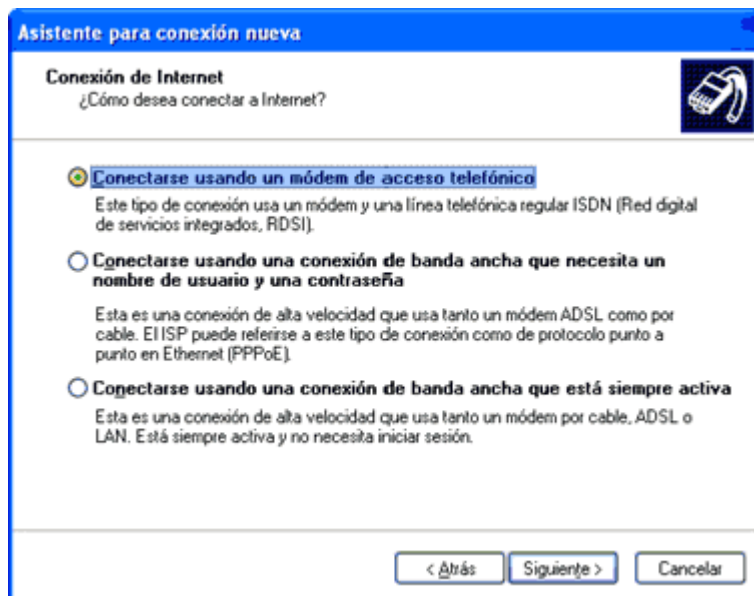 Asistente para conexión nueva
Conexión de Internet
¿Cómo desea conectar a Internet?
Conectarse usando un módem de acceso telefónico
Este tipo de conexión usa un módem y una línea telefónica regular ISDN (Red digital
de servicios integrados, RDSI).
Conectarse usando una conexión de banda ancha que necesita un
nombre de usuario y una contraseña
Esta es una conexión de alta velocidad que usa tanto un módem ADSL como por
cable. El ISP puede referirse a este tipo de conexión como de protocolo punto a
punto en Ethernet (PPPoE).
Conectarse usando una conexión de banda ancha que está siempre activa
Esta es una conexión de alta velocidad que usa tanto un módem por cable, ADSL o
LAN. Está siempre activa y no necesita iniciar sesión.
< Atrás
Siguiente >
Cancelar